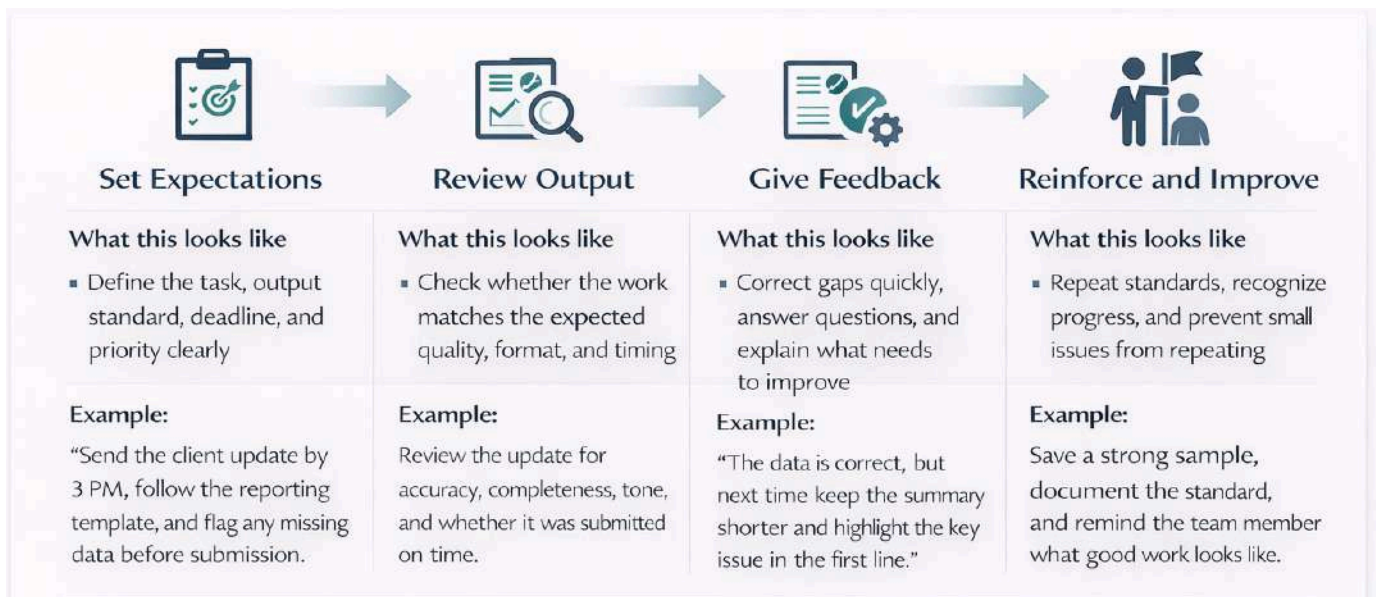 Set Expectations
Review Output
Give Feedback
Reinforce and Improve
What this looks like
▪ Define the task, output
standard, deadline, and
priority clearly
What this looks like
▪ Check whether the work
matches the expected
quality, format, and timing
What this looks like
▪ Correct gaps quickly,
answer questions, and
explain what needs
to improve
What this looks like
▪ Repeat standards, recognize
progress, and prevent small
issues from repeating
Example:
“Send the client update by
3 PM, follow the reporting
template, and flag any missing
data before submission.
Example:
Review the update for
accuracy, completeness, tone,
and whether it was submitted
on time.
Example:
“The data is correct, but
next time keep the summary
shorter and highlight the key
issue in the first line.”
Example:
Save a strong sample,
document the standard,
and remind the team member
what good work looks like.